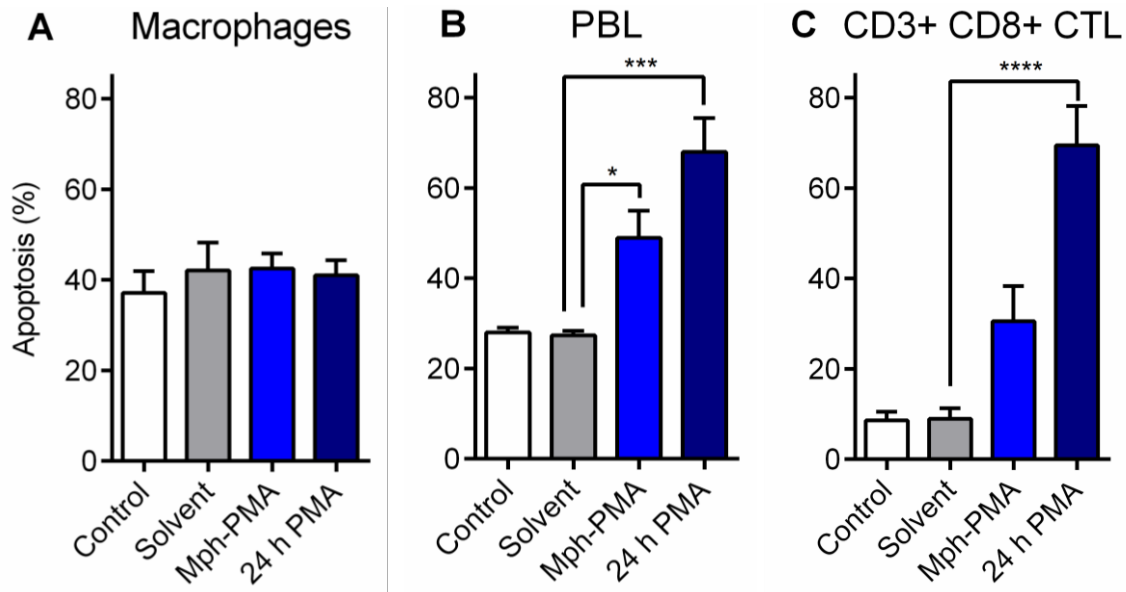 A Macrophages
Apoptosis (%)
80
60
40
20
0
Control
Solvent
Mph-PMA
24 h PMA
B PBL
***
*
80
60
40
20
0
Control
Solvent
Mph-PMA
24 h PMA
C CD3+ CD8+ CTL
****
80
60
40
20
0
Control
Solvent
Mph-PMA
24 h PMA